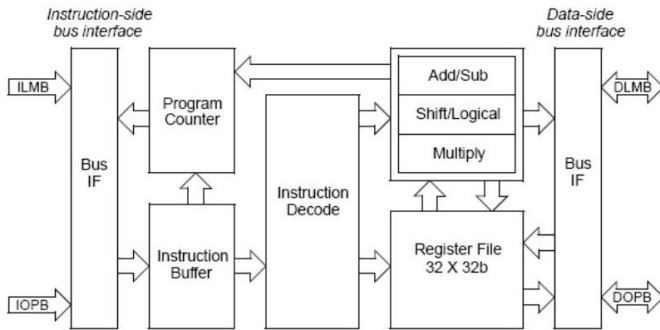 Instruction-side
bus interface
Data-side
bus interface
ILMB
Bus
IF
Program
Counter
Add/Sub
Shift/Logical
Multiply
DLMB
Bus
IF
Instruction
Decode
Instruction
Buffer
Register File
32 X 32b
IOPB
DOPB